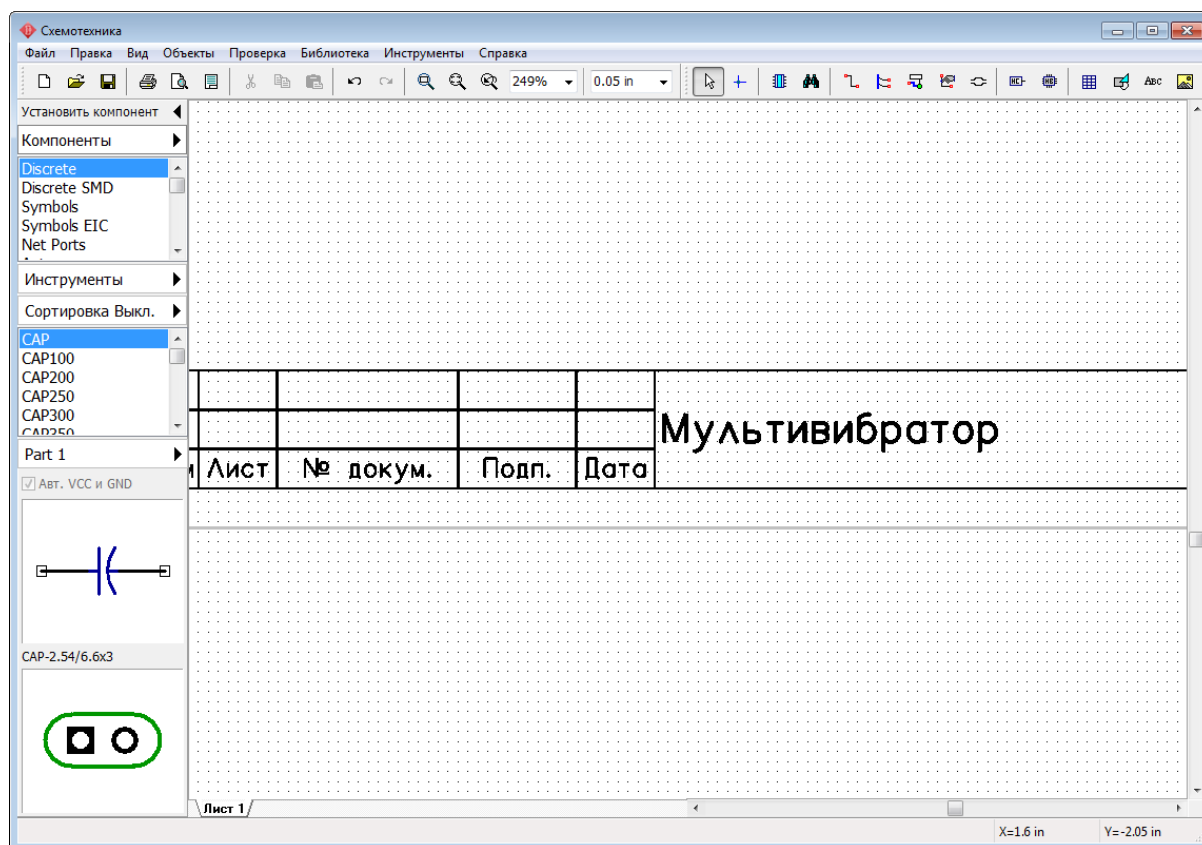 Схемотехника
Файл Правка Вид Объекты Проверка Библиотека Инструменты Справка
249% 0.05 in ABC
Установить компонент
Компоненты
Discrete
Discrete SMD
Symbols
Symbols EIC
Net Ports
Инструменты
Сортировка Выкл.
CAP
CAP100
CAP200
CAP250
CAP300
CAP350
Part 1
Авт. VCC и GND
CAP-2.54/6.6x3
Мультивибратор
Лист № докум. Подп. Дата
Лист 1
X=1.6 in Y=-2.05 in